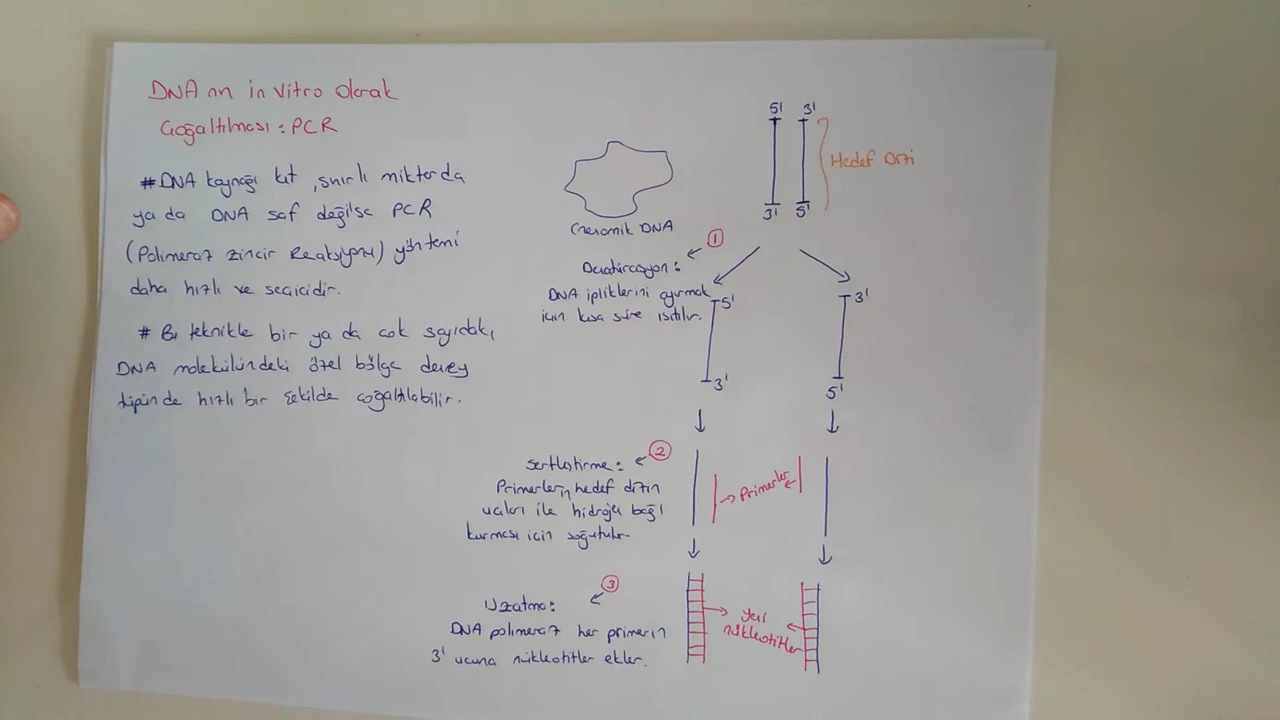 DNA nın in vitro olarak
Çoğaltılması : PCR
# DNA kaynağı kıt, sınırlı miktarda
ya da DNA saf değilse PCR
(Polimeraz zincir Reaksiyonu) yöntemi
daha hızlı ve seçicidir.
# Bu teknikle bir ya da çok sayıdaki
DNA molekülündeki özel bölge deney
tüpünde hızlı bir şekilde çoğaltılabilir.
5' 3'
Hedef Dizi
3' 5'
Genomik DNA
1
Denatürasyon :
DNA ipliklerini ayırmak
için kısa süre ısıtılır.
5' 3'
3' 5'
2
Sertleştirme :
Primerlerin hedef dizin
uçları ile hidrojen bağı
kurması için soğutulur
Primerler
3
Uzatma :
DNA polimeraz her primerin
3' ucuna nükleotitler ekler.
yeni
nükleotitler